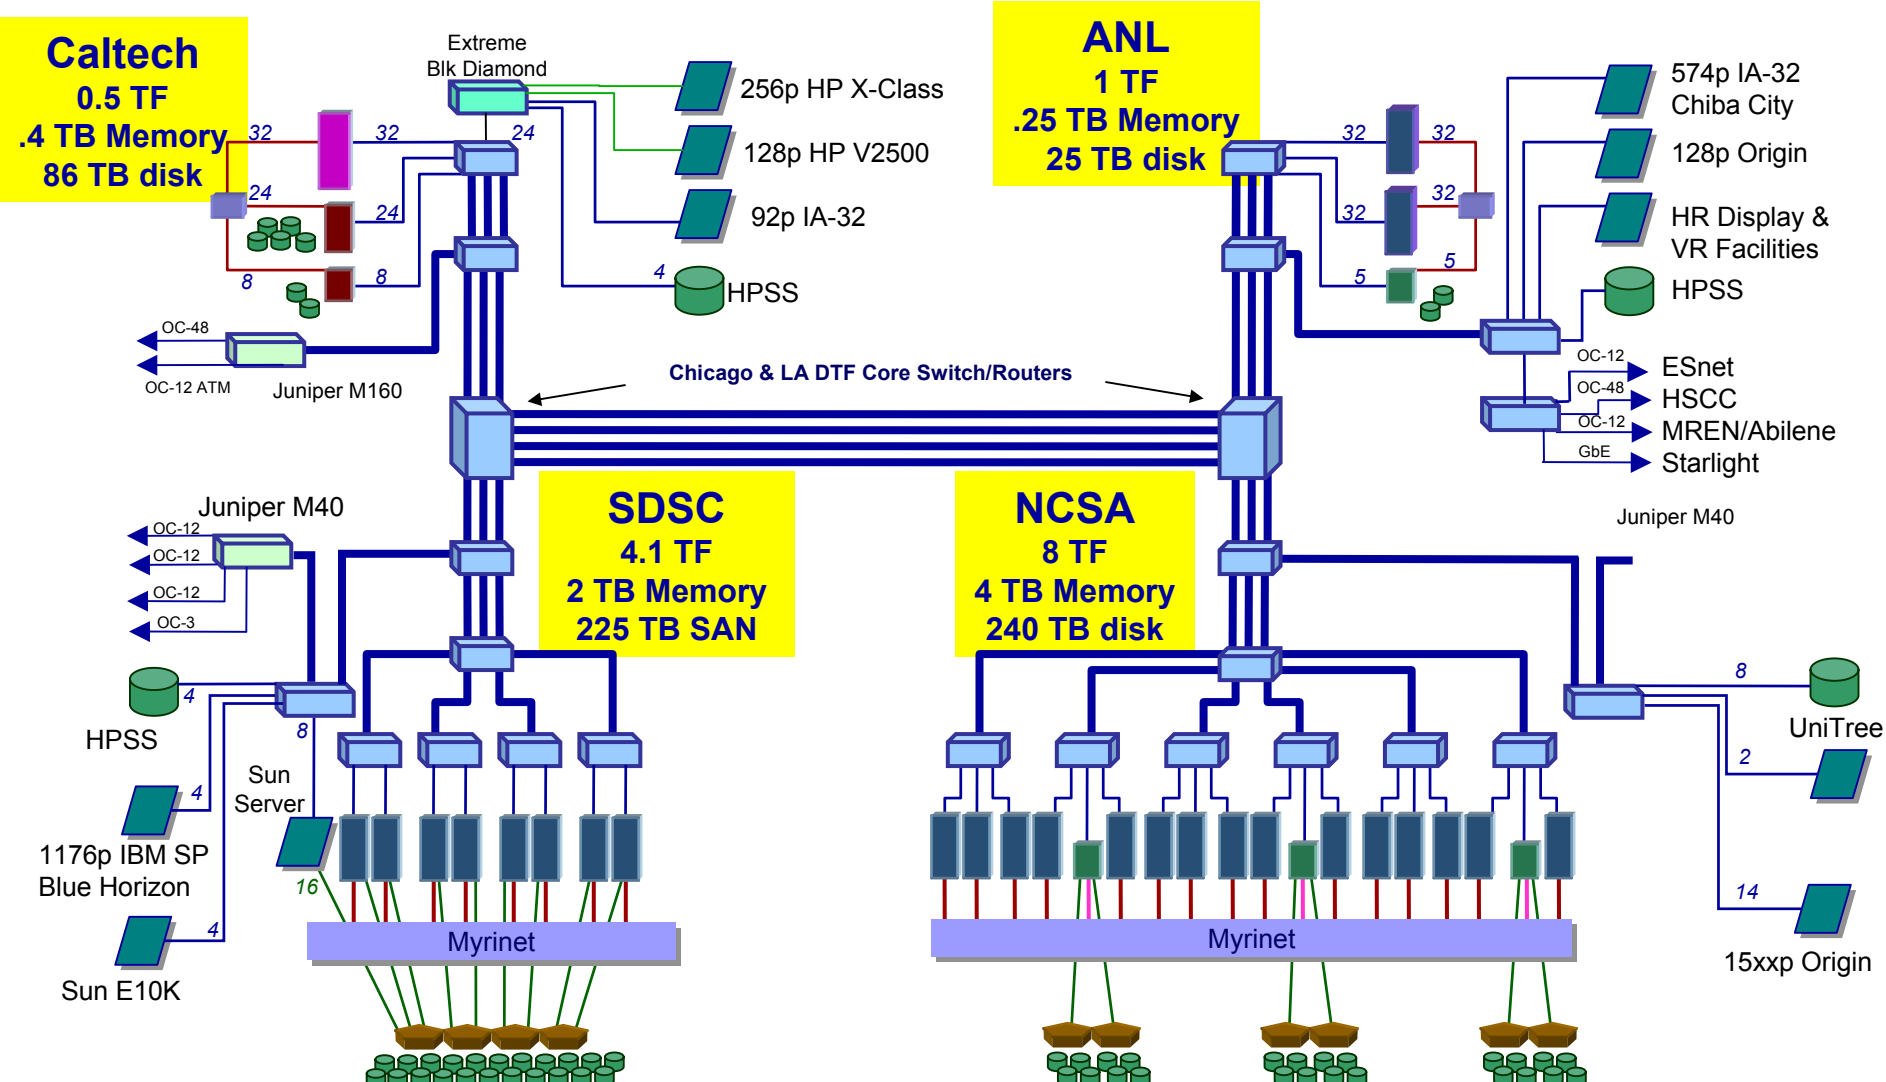 Caltech
0.5 TF
.4 TB Memory
86 TB disk
32
32
24
24
8
8
Extreme
Blk Diamond
24
256p HP X-Class
128p HP V2500
92p IA-32
4
HPSS
OC-48
OC-12 ATM
Juniper M160
ANL
1 TF
.25 TB Memory
25 TB disk
32
32
32
32
5
5
574p IA-32
Chiba City
128p Origin
HR Display &
VR Facilities
HPSS
OC-12
ESnet
OC-48
HSCC
OC-12
MREN/Abilene
GbE
Starlight
Chicago & LA DTF Core Switch/Routers
Juniper M40
OC-12
OC-12
OC-12
OC-3
SDSC
4.1 TF
2 TB Memory
225 TB SAN
4
HPSS
8
Sun
Server
4
1176p IBM SP
Blue Horizon
16
4
Sun E10K
Myrinet
NCSA
8 TF
4 TB Memory
240 TB disk
Juniper M40
8
UniTree
2
14
15xxp Origin
Myrinet